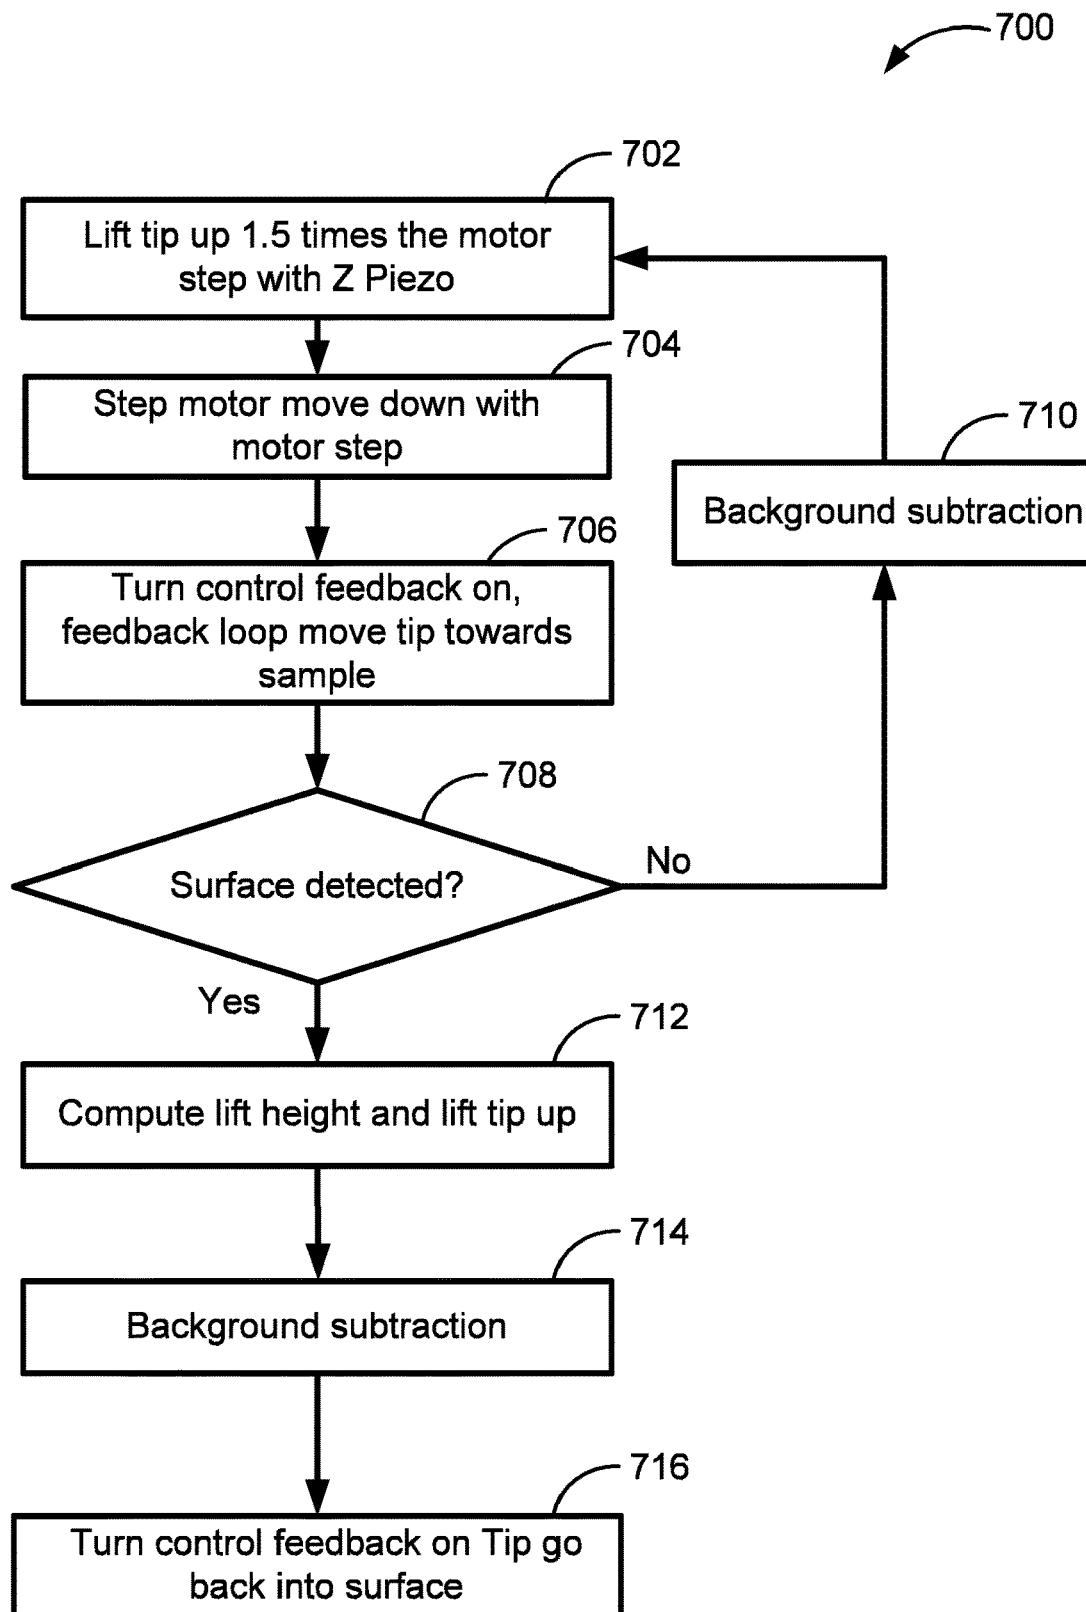 700
702
Lift tip up 1.5 times the motor
step with Z Piezo
704
Step motor move down with
motor step
710
Background subtraction
706
Turn control feedback on,
feedback loop move tip towards
sample
708
Surface detected?
No
Yes
712
Compute lift height and lift tip up
714
Background subtraction
716
Turn control feedback on Tip go
back into surface